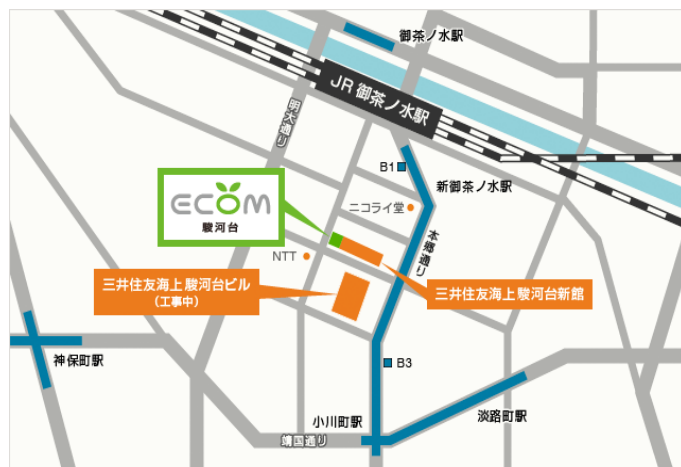 御茶ノ水駅
JR 御茶ノ水駅
明大通り
B1
新御茶ノ水駅
ECOM
駿河台
ニコライ堂
本郷通り
NTT
三井住友海上 駿河台ビル
（工事中）
三井住友海上 駿河台新館
神保町駅
B3
小川町駅
淡路町駅
靖国通り